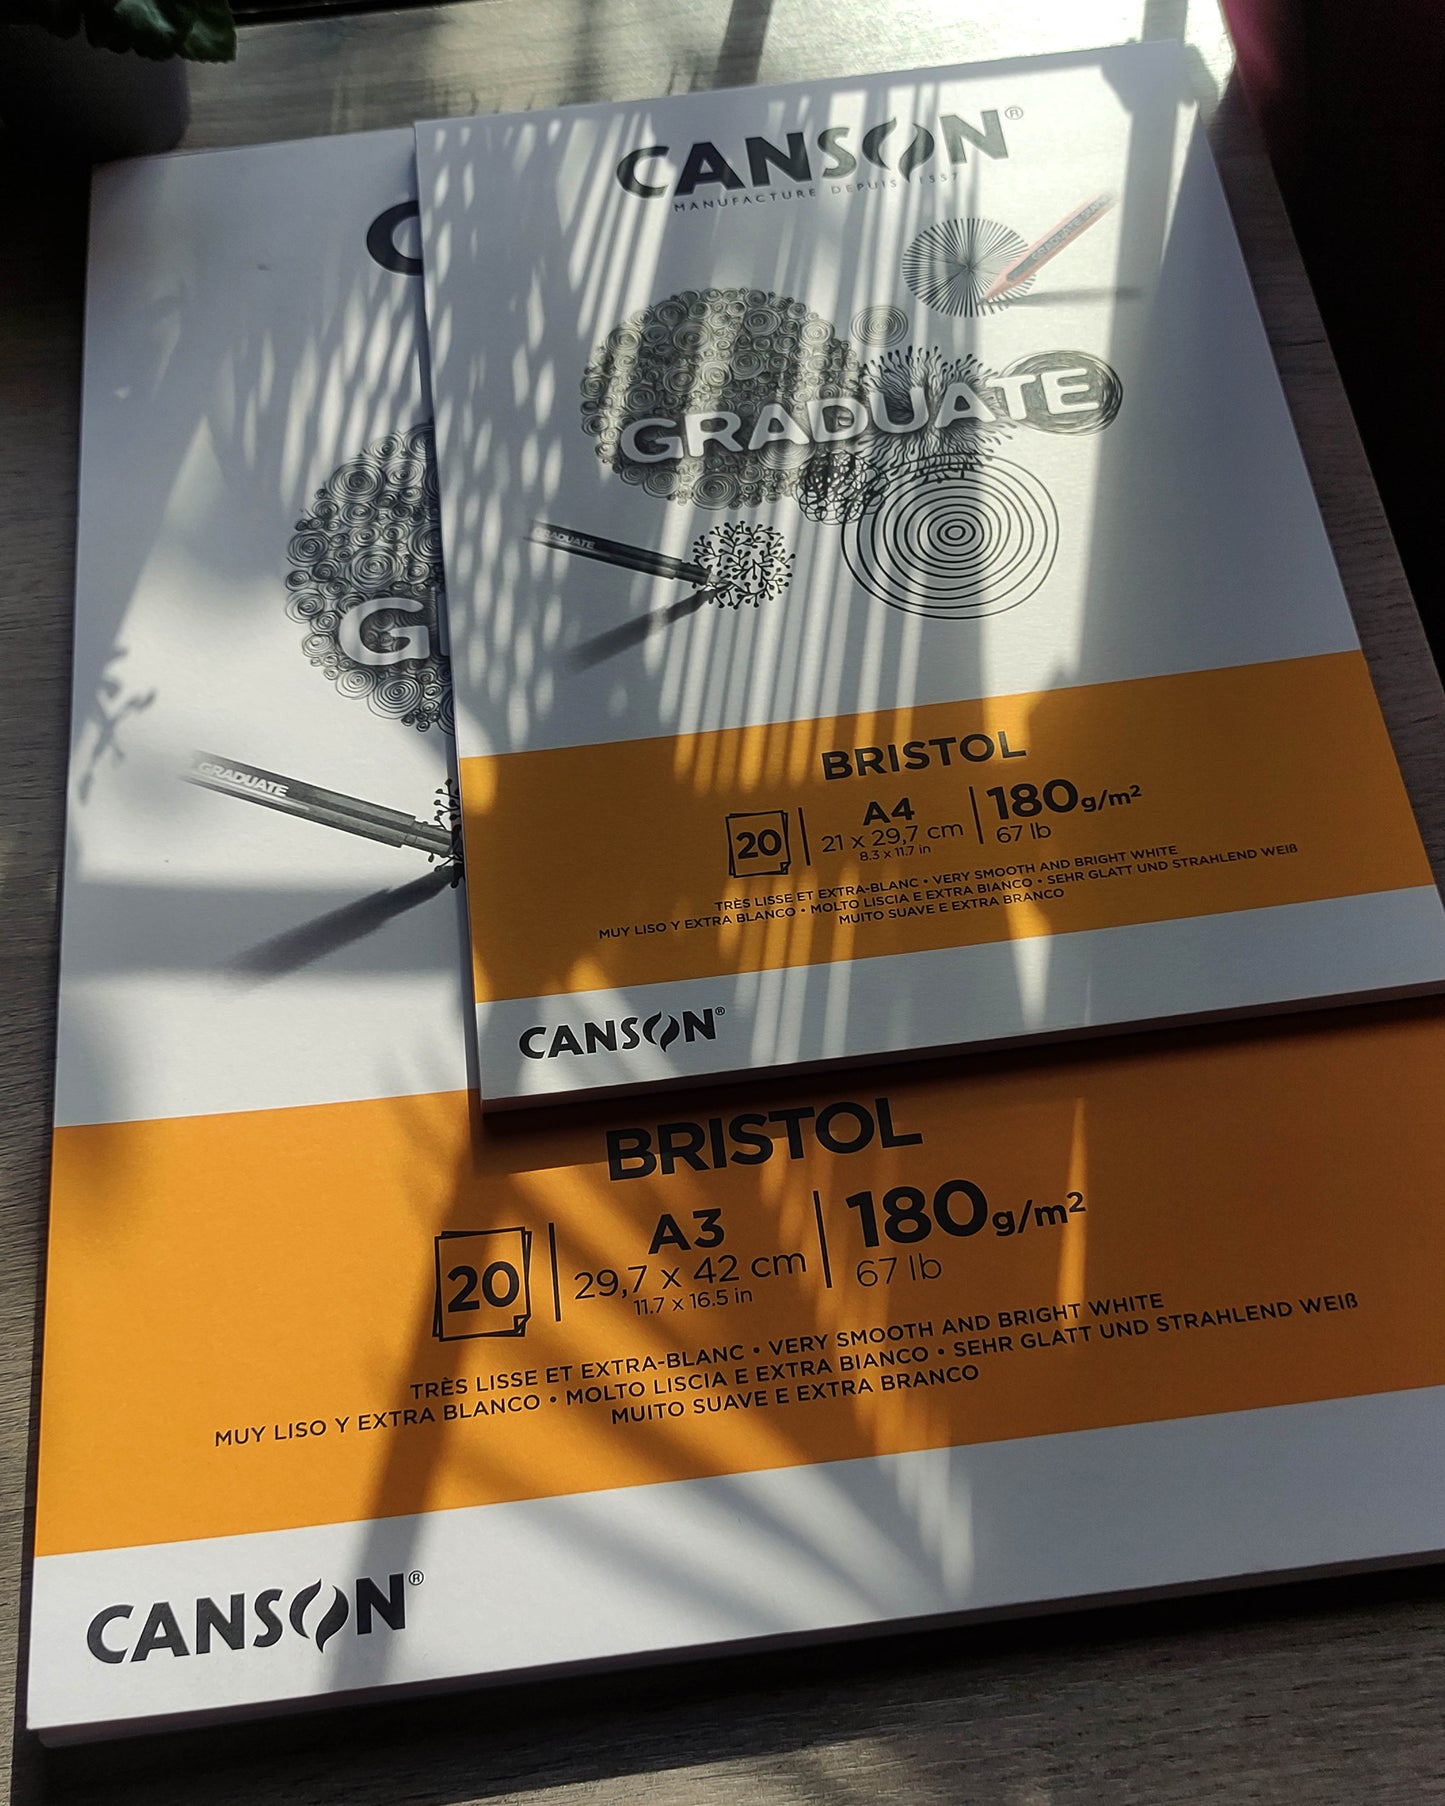 CANSON®
MANUFACTURE DEPUIS 1557
GRADUATE
GRADUATE
GRADUATE
BRISTOL
20 | A4 | 180g/m²
21 x 29,7 cm 67 lb
8.3 x 11.7 in
TRÈS LISSE ET EXTRA-BLANC • VERY SMOOTH AND BRIGHT WHITE
MUY LISO Y EXTRA BLANCO • MOLTO LISCIA E EXTRA BIANCO • SEHR GLATT UND STRAHLEND WEIß
MUITO SUAVE E EXTRA BRANCO
CANSON®
C
G
GRADUATE
BRISTOL
20 | A3 | 180g/m²
29,7 x 42 cm 67 lb
11.7 x 16.5 in
TRÈS LISSE ET EXTRA-BLANC • VERY SMOOTH AND BRIGHT WHITE
MUY LISO Y EXTRA BLANCO • MOLTO LISCIA E EXTRA BIANCO • SEHR GLATT UND STRAHLEND WEIß
MUITO SUAVE E EXTRA BRANCO
CANSON®